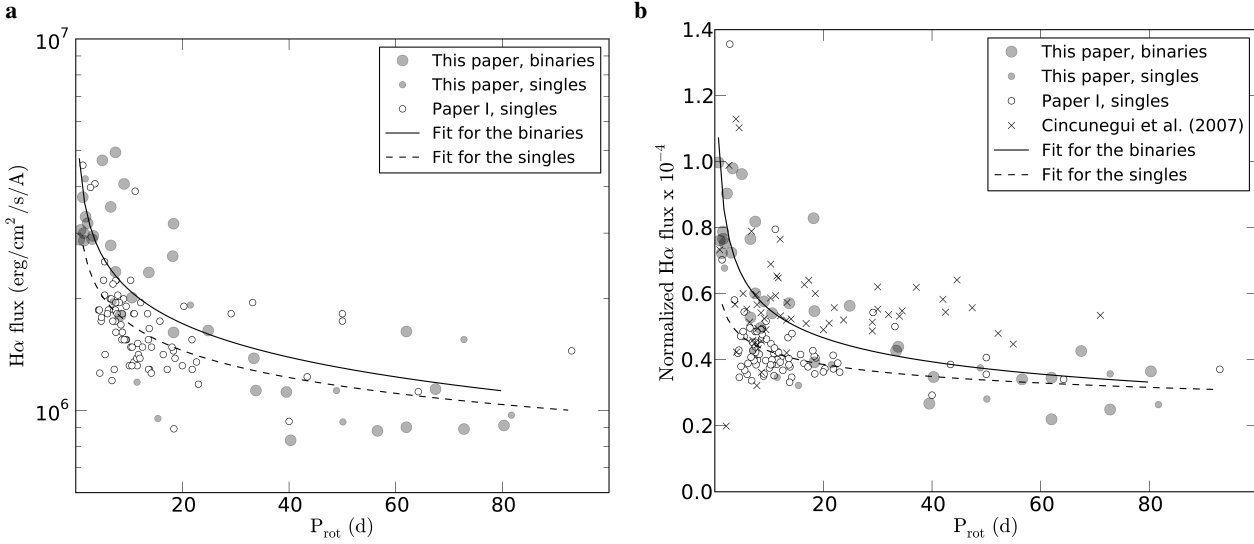 a
10^7
10^6
Hα flux (erg/cm^2/s/A)
This paper, binaries
This paper, singles
Paper I, singles
Fit for the binaries
Fit for the singles
20 40 60 80
P_rot (d)
b
1.4
1.2
1.0
0.8
0.6
0.4
0.2
0.0
Normalized Hα flux x 10^−4
This paper, binaries
This paper, singles
Paper I, singles
Cincunegui et al. (2007)
Fit for the binaries
Fit for the singles
20 40 60 80
P_rot (d)